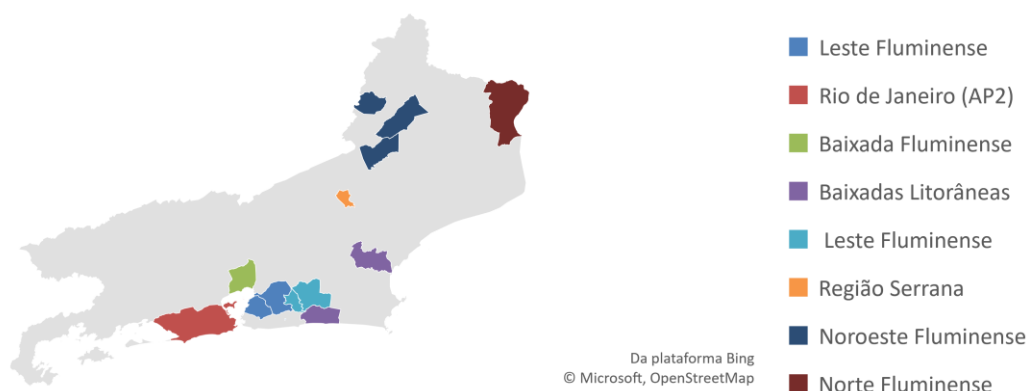 Leste Fluminense
Rio de Janeiro (AP2)
Baixada Fluminense
Baixadas Litorâneas
Leste Fluminense
Região Serrana
Noroeste Fluminense
Norte Fluminense
Da plataforma Bing
© Microsoft, OpenStreetMap